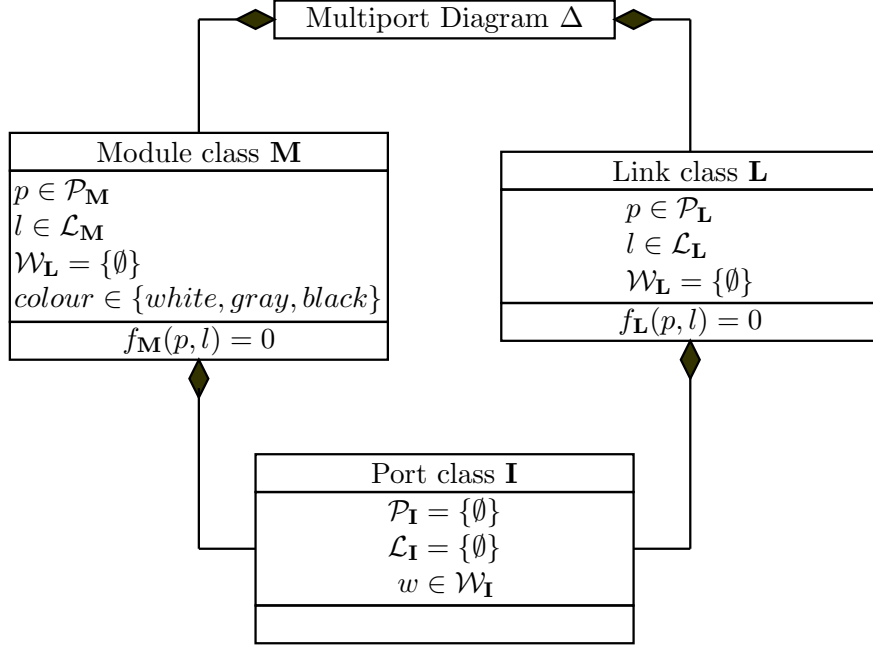 Multiport Diagram Δ
Module class M
p ∈ 𝒫_M
l ∈ ℒ_M
𝒲_L = {∅}
colour ∈ {white, gray, black}
f_M(p, l) = 0
Link class L
p ∈ 𝒫_L
l ∈ ℒ_L
𝒲_L = {∅}
f_L(p, l) = 0
Port class I
𝒫_I = {∅}
ℒ_I = {∅}
w ∈ 𝒲_I